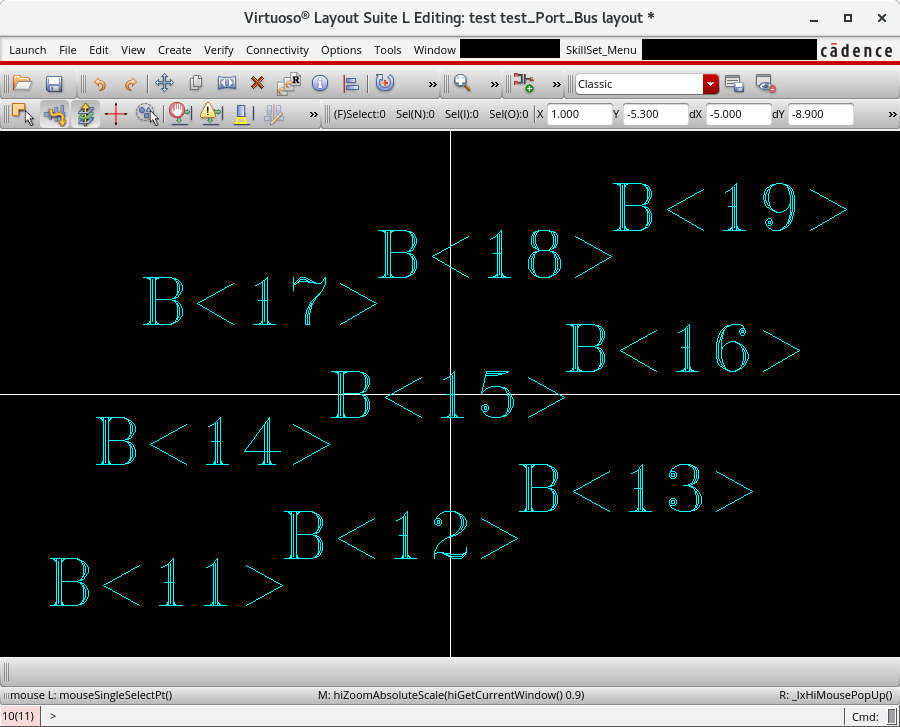 Virtuoso® Layout Suite L Editing: test test_Port_Bus layout *
Launch File Edit View Create Verify Connectivity Options Tools Window SkillSet_Menu cādence
Classic
(F)Select:0 Sel(N):0 Sel(I):0 Sel(O):0 X 1.000 Y -5.300 dX -5.000 dY -8.900
B<19>
B<18>
B<17>
B<16>
B<15>
B<14>
B<13>
B<12>
B<11>
mouse L: mouseSingleSelectPt() M: hiZoomAbsoluteScale(hiGetCurrentWindow() 0.9) R: _lxHiMousePopUp()
10(11) > Cmd: